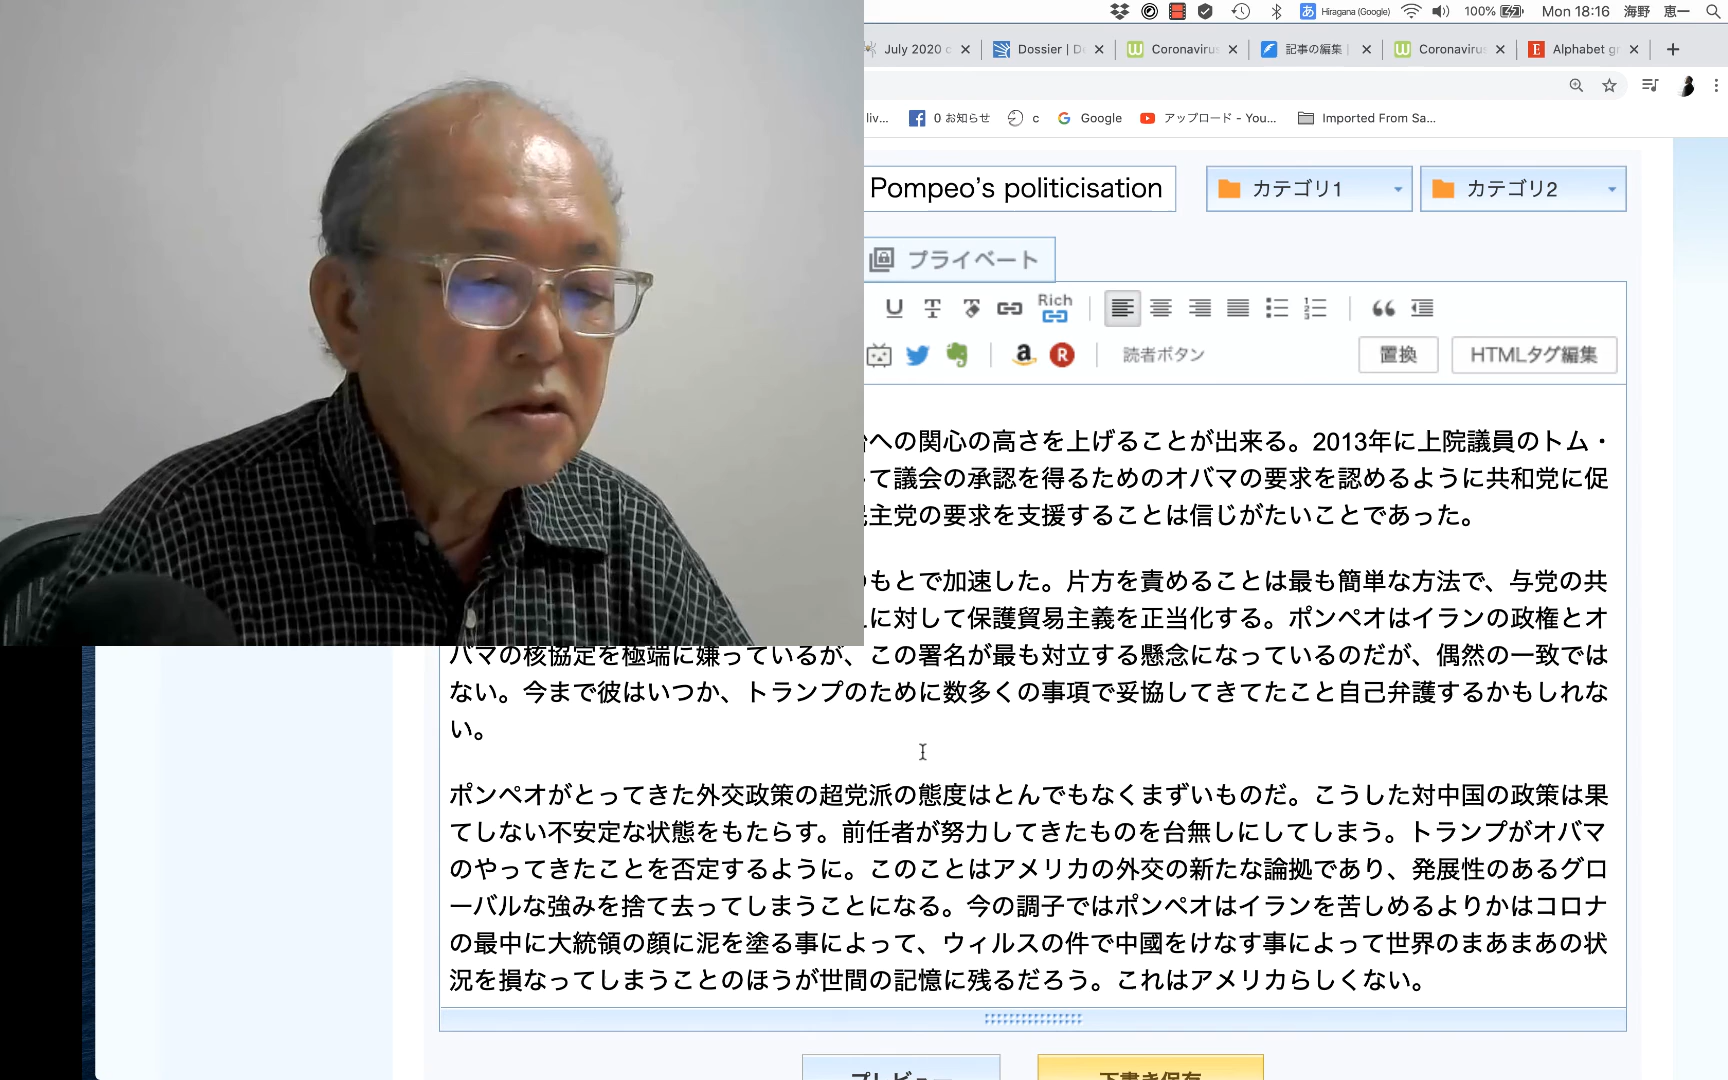 あ Hiragana (Google) 100% Mon 18:16 海野 恵一
July 2020 c Dossier | D Coronaviru 記事の編集 | Coronaviru Alphabet gr
liv... 0 お知らせ c Google アップロード - You... Imported From Sa...
Pompeo's politicisation カテゴリ1 カテゴリ2
プライベート
Rich
読者ボタン 置換 HTMLタグ編集
への関心の高さを上げることが出来る。2013年に上院議員のトム・
て議会の承認を得るためのオバマの要求を認めるように共和党に促
主党の要求を支援することは信じがたいことであった。
もとで加速した。片方を責めることは最も簡単な方法で、与党の共
に対して保護貿易主義を正当化する。ポンペオはイランの政権とオ
バマの核協定を極端に嫌っているが、この署名が最も対立する懸念になっているのだが、偶然の一致では
ない。今まで彼はいつか、トランプのために数多くの事項で妥協してきてたこと自己弁護するかもしれな
い。
ポンペオがとってきた外交政策の超党派の態度はとんでもなくまずいものだ。こうした対中国の政策は果
てしない不安定な状態をもたらす。前任者が努力してきたものを台無しにしてしまう。トランプがオバマ
のやってきたことを否定するように。このことはアメリカの外交の新たな論拠であり、発展性のあるグロ
ーバルな強みを捨て去ってしまうことになる。今の調子ではポンペオはイランを苦しめるよりかはコロナ
の最中に大統領の顔に泥を塗る事によって、ウィルスの件で中國をけなす事によって世界のまあまあの状
況を損なってしまうことのほうが世間の記憶に残るだろう。これはアメリカらしくない。
プレビュー 下書き保存